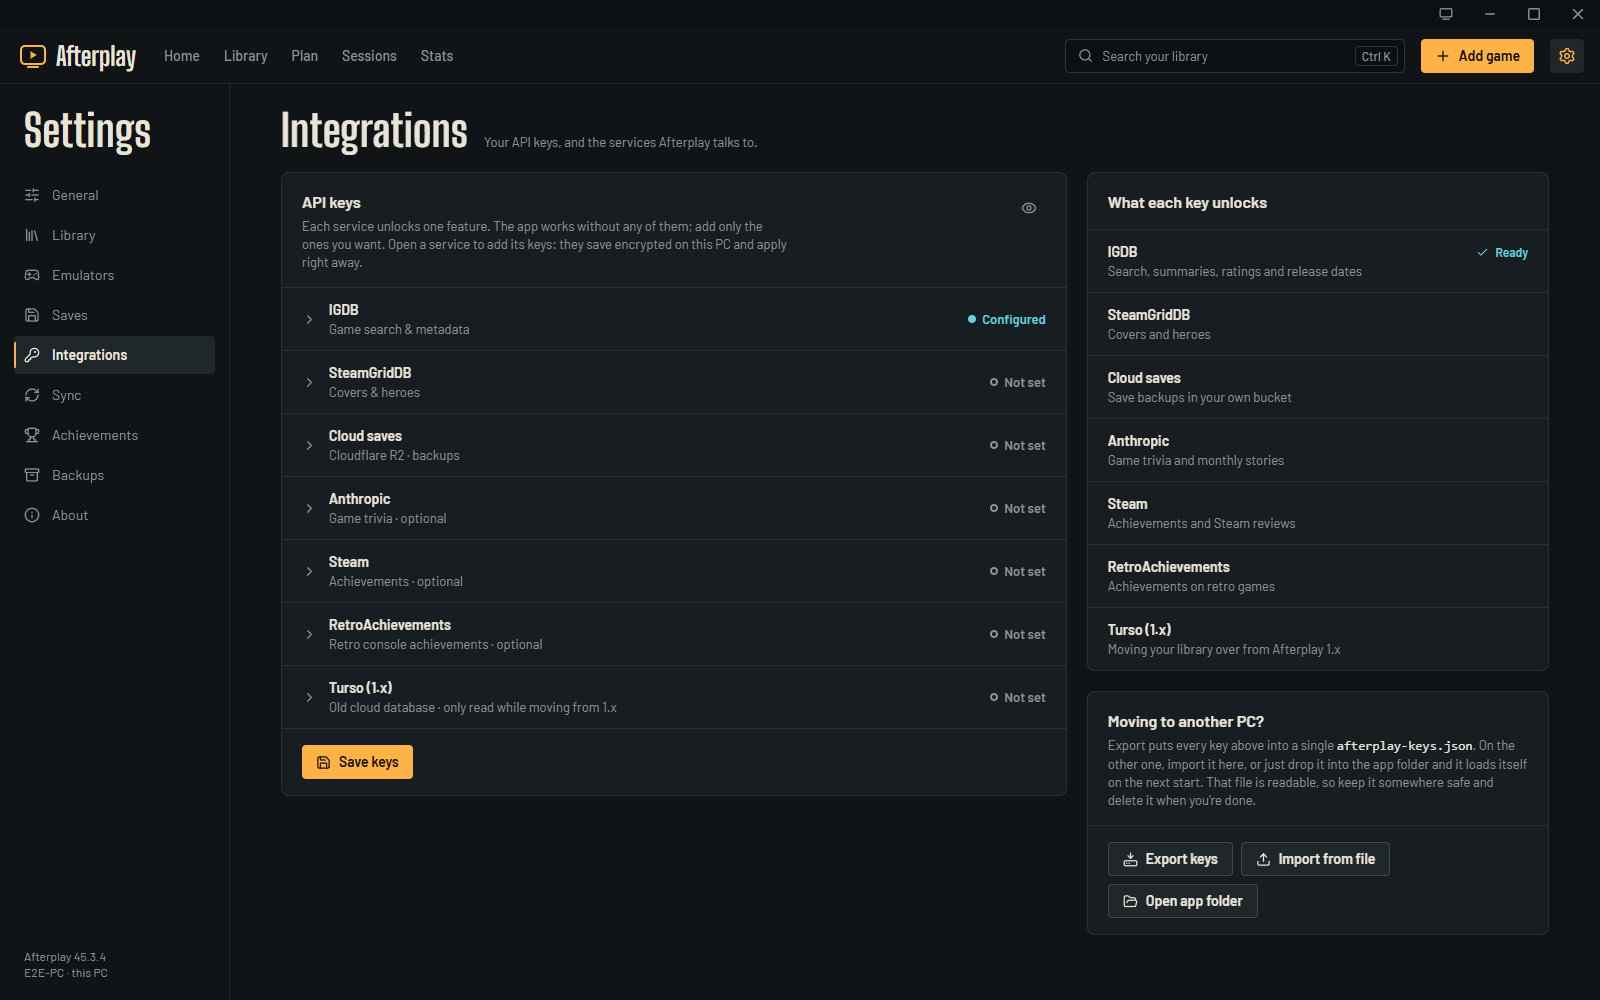 Afterplay
Home
Library
Plan
Sessions
Stats
Search your library
Ctrl K
Add game
Settings
General
Library
Emulators
Saves
Integrations
Sync
Achievements
Backups
About
Afterplay 45.3.4
E2E-PC · this PC
Integrations
Your API keys, and the services Afterplay talks to.
API keys
Each service unlocks one feature. The app works without any of them; add only the
ones you want. Open a service to add its keys: they save encrypted on this PC and apply
right away.
IGDB
Game search & metadata
Configured
SteamGridDB
Covers & heroes
Not set
Cloud saves
Cloudflare R2 · backups
Not set
Anthropic
Game trivia · optional
Not set
Steam
Achievements · optional
Not set
RetroAchievements
Retro console achievements · optional
Not set
Turso (1.x)
Old cloud database · only read while moving from 1.x
Not set
Save keys
What each key unlocks
IGDB
Search, summaries, ratings and release dates
Ready
SteamGridDB
Covers and heroes
Cloud saves
Save backups in your own bucket
Anthropic
Game trivia and monthly stories
Steam
Achievements and Steam reviews
RetroAchievements
Achievements on retro games
Turso (1.x)
Moving your library over from Afterplay 1.x
Moving to another PC?
Export puts every key above into a single afterplay-keys.json. On the
other one, import it here, or just drop it into the app folder and it loads itself
on the next start. That file is readable, so keep it somewhere safe and
delete it when you're done.
Export keys
Import from file
Open app folder